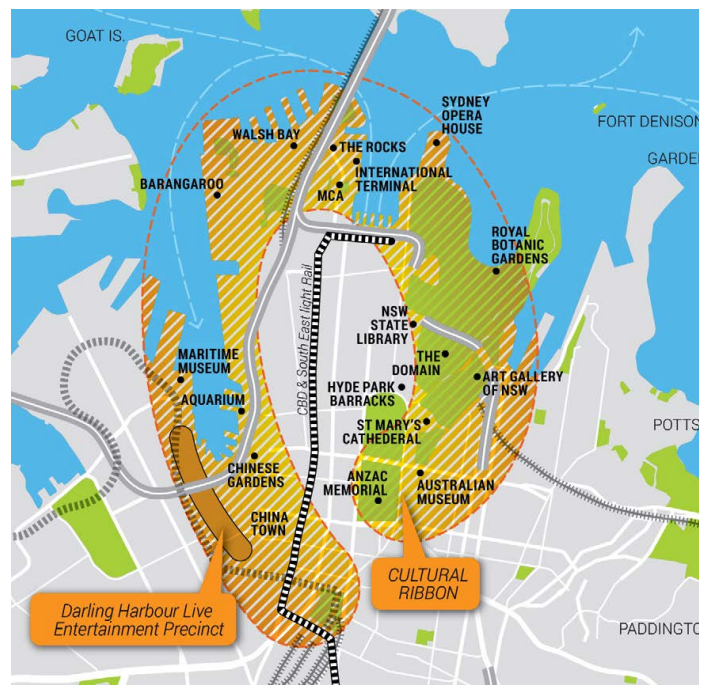 GOAT IS.
SYDNEY
OPERA
HOUSE
FORT DENISON
WALSH BAY
THE ROCKS
INTERNATIONAL
TERMINAL
GARDE
BARANGAROO
MCA
ROYAL
BOTANIC
GARDENS
CBD & South East light Rail
NSW
STATE
LIBRARY
MARITIME
MUSEUM
THE
DOMAIN
HYDE PARK
BARRACKS
ART GALLERY
OF NSW
AQUARIUM
ST MARY'S
CATHEDERAL
POTTS
CHINESE
GARDENS
ANZAC
MEMORIAL
AUSTRALIAN
MUSEUM
CHINA
TOWN
CULTURAL
RIBBON
Darling Harbour Live
Entertainment Precinct
PADDINGTO